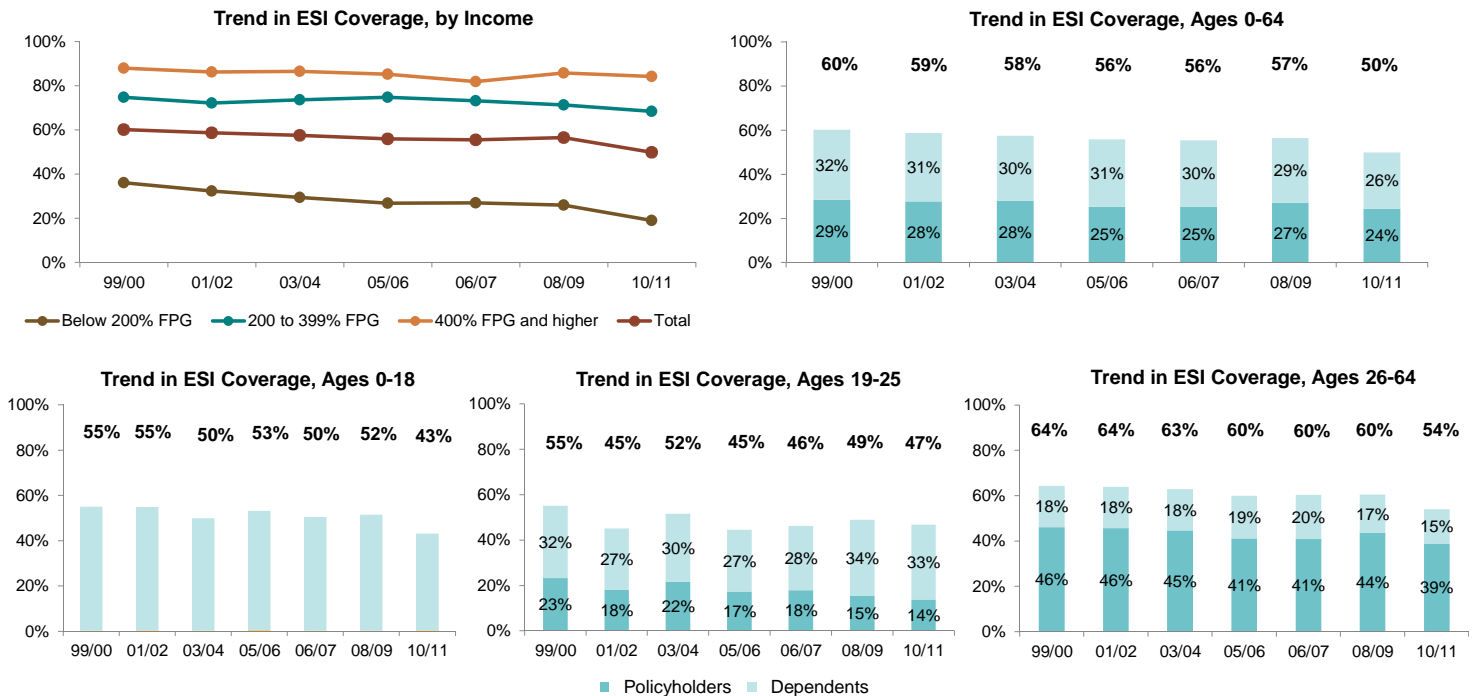 Trend in ESI Coverage, by Income
100%
80%
60%
40%
20%
0%
99/00 01/02 03/04 05/06 06/07 08/09 10/11
Below 200% FPG 200 to 399% FPG 400% FPG and higher Total
Trend in ESI Coverage, Ages 0-64
100%
80%
60%
40%
20%
0%
60% 59% 58% 56% 56% 57% 50%
32% 31% 30% 31% 30% 29% 26%
29% 28% 28% 25% 25% 27% 24%
99/00 01/02 03/04 05/06 06/07 08/09 10/11
Trend in ESI Coverage, Ages 0-18
100%
80%
60%
40%
20%
0%
55% 55% 50% 53% 50% 52% 43%
99/00 01/02 03/04 05/06 06/07 08/09 10/11
Trend in ESI Coverage, Ages 19-25
100%
80%
60%
40%
20%
0%
55% 45% 52% 45% 46% 49% 47%
32% 27% 30% 27% 28% 34% 33%
23% 18% 22% 17% 18% 15% 14%
99/00 01/02 03/04 05/06 06/07 08/09 10/11
Policyholders Dependents
Trend in ESI Coverage, Ages 26-64
100%
80%
60%
40%
20%
0%
64% 64% 63% 60% 60% 60% 54%
18% 18% 18% 19% 20% 17% 15%
46% 46% 45% 41% 41% 44% 39%
99/00 01/02 03/04 05/06 06/07 08/09 10/11